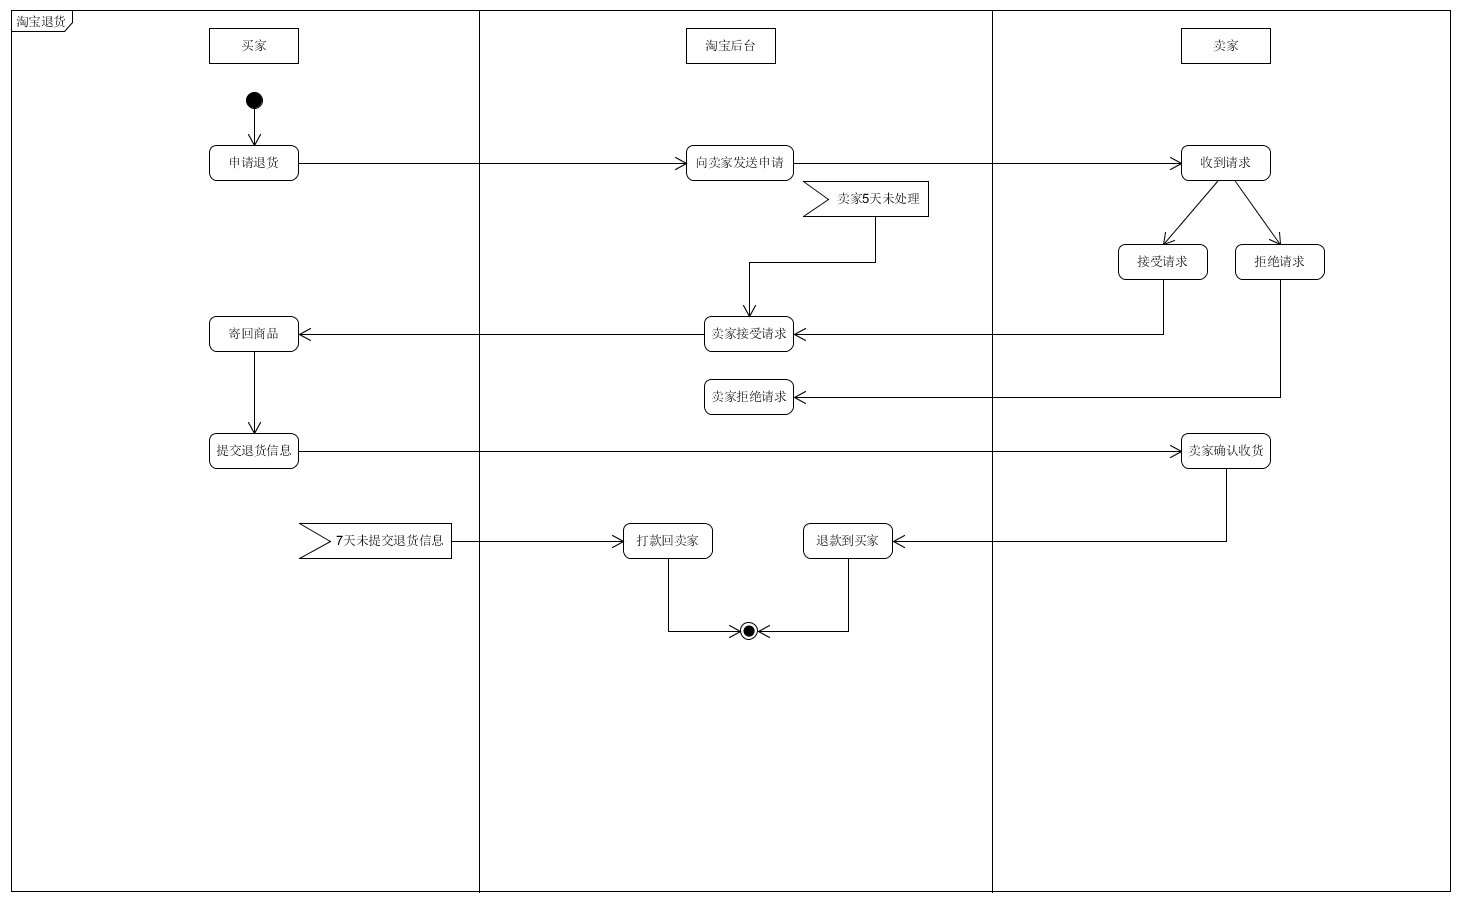 淘宝退货
买家
淘宝后台
卖家
申请退货
向卖家发送申请
收到请求
卖家5天未处理
接受请求
拒绝请求
寄回商品
卖家接受请求
卖家拒绝请求
提交退货信息
卖家确认收货
7天未提交退货信息
打款回卖家
退款到买家